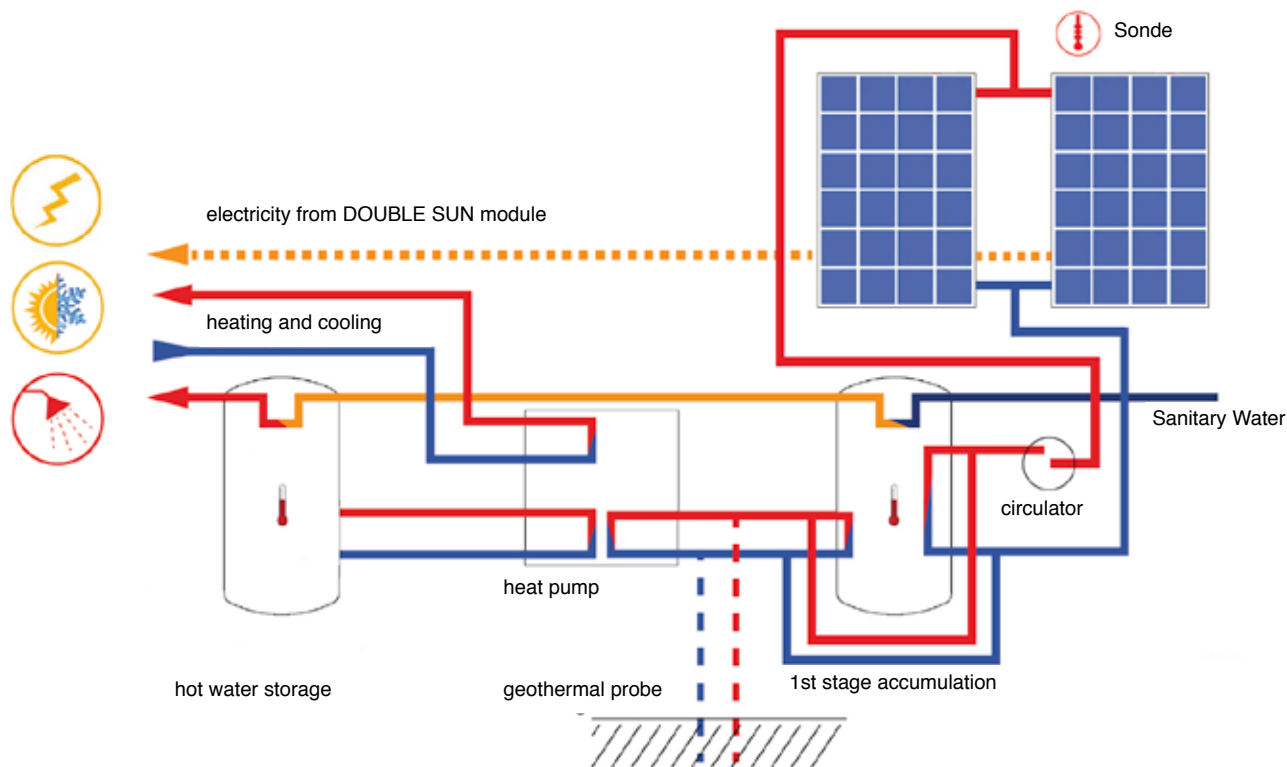 Sonde
electricity from DOUBLE SUN module
heating and cooling
Sanitary Water
circulator
heat pump
hot water storage
geothermal probe
1st stage accumulation